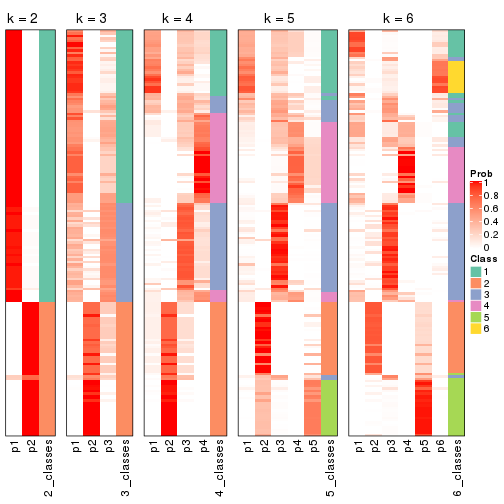 k = 2
k = 3
k = 4
k = 5
k = 6
Prob
1
0.8
0.6
0.4
0.2
0
Class
1
2
3
4
5
6
p1
p2
2_classes
p1
p2
p3
3_classes
p1
p2
p3
p4
4_classes
p1
p2
p3
p4
p5
5_classes
p1
p2
p3
p4
p5
p6
6_classes